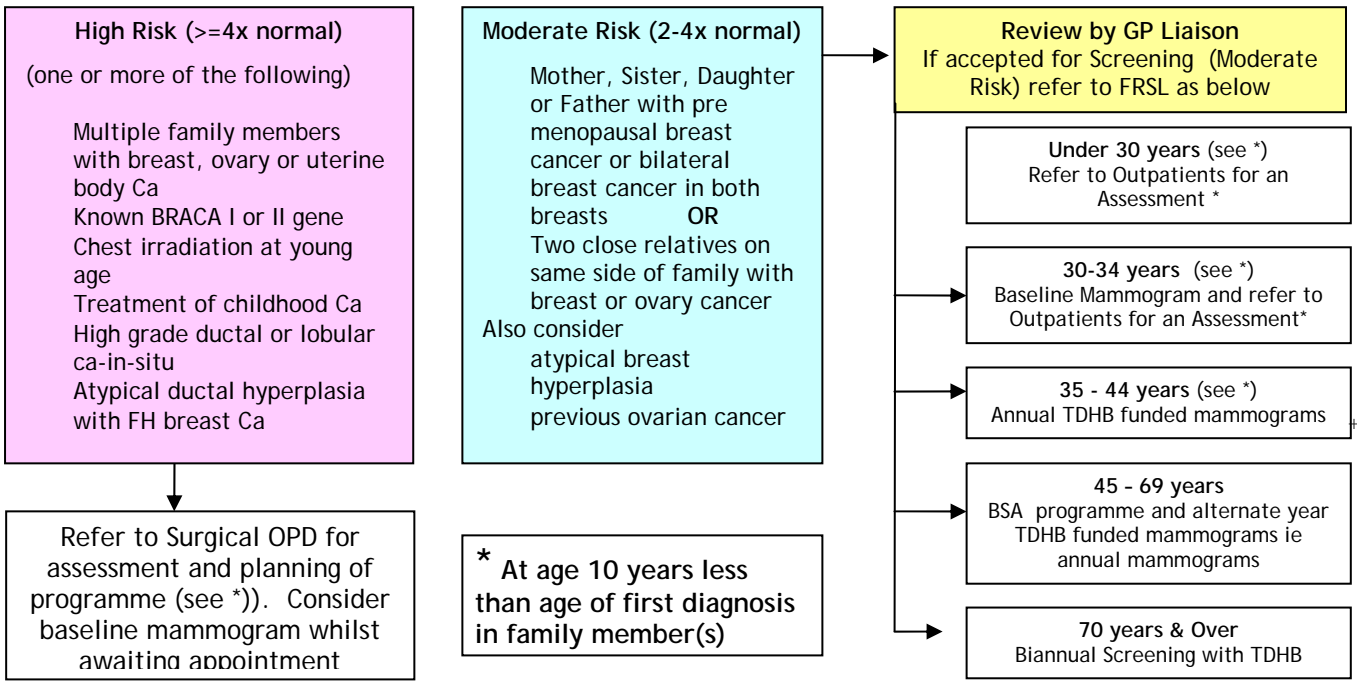 High Risk (>=4x normal)
(one or more of the following)
Multiple family members
with breast, ovary or uterine
body Ca
Known BRACA I or II gene
Chest irradiation at young
age
Treatment of childhood Ca
High grade ductal or lobular
ca-in-situ
Atypical ductal hyperplasia
with FH breast Ca
Refer to Surgical OPD for
assessment and planning of
programme (see *)). Consider
baseline mammogram whilst
awaiting appointment
Moderate Risk (2-4x normal)
Mother, Sister, Daughter
or Father with pre
menopausal breast
cancer or bilateral
breast cancer in both
breasts OR
Two close relatives on
same side of family with
breast or ovary cancer
Also consider
atypical breast
hyperplasia
previous ovarian cancer
* At age 10 years less
than age of first diagnosis
in family member(s)
Review by GP Liaison
If accepted for Screening (Moderate
Risk) refer to FRSL as below
Under 30 years (see *)
Refer to Outpatients for an
Assessment *
30-34 years (see *)
Baseline Mammogram and refer to
Outpatients for an Assessment*
35 - 44 years (see *)
Annual TDHB funded mammograms
45 - 69 years
BSA programme and alternate year
TDHB funded mammograms ie
annual mammograms
70 years & Over
Biannual Screening with TDHB